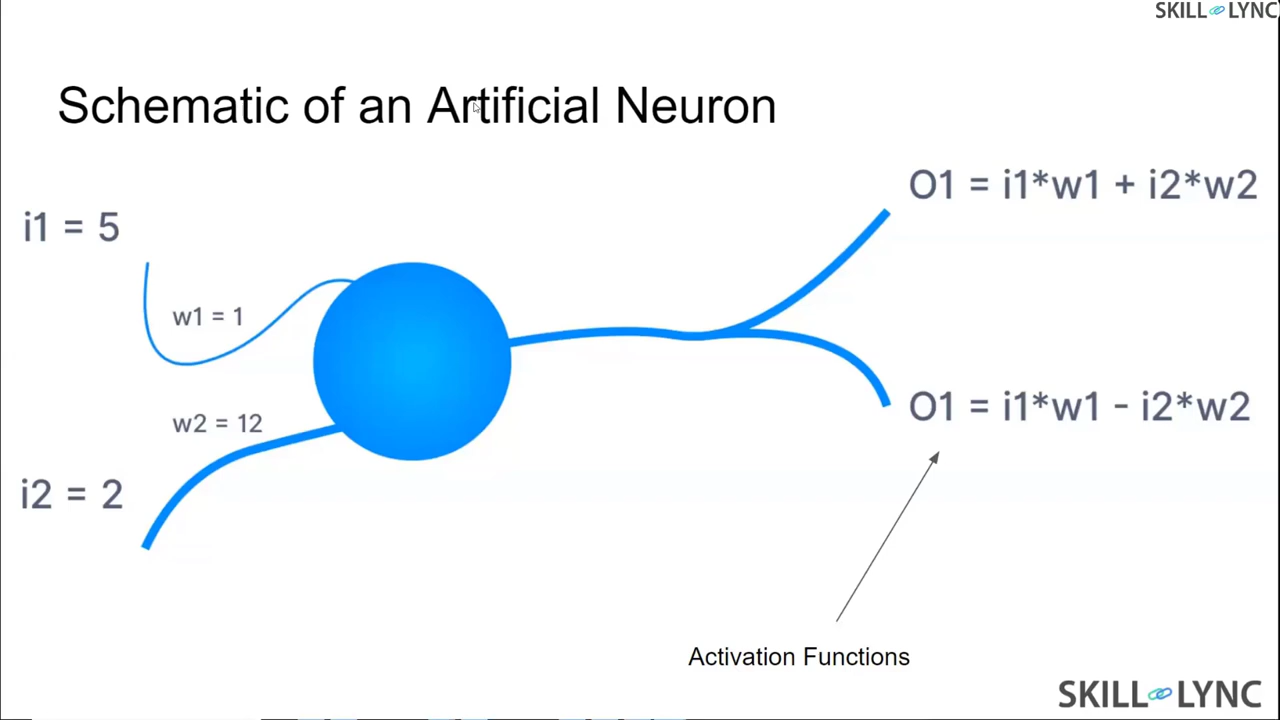 SKILL LYNC
Schematic of an Artificial Neuron
O1 = i1*w1 + i2*w2
i1 = 5
w1 = 1
w2 = 12
O1 = i1*w1 - i2*w2
i2 = 2
Activation Functions
SKILL LYNC